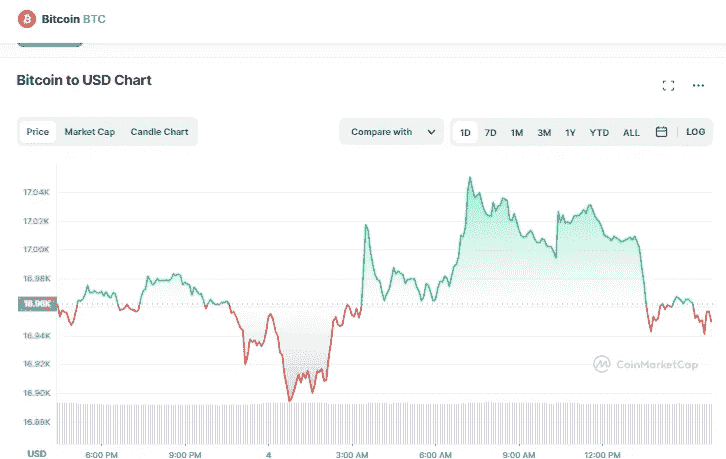 Bitcoin BTC
Bitcoin to USD Chart
Price Market Cap Candle Chart Compare with 1D 7D 1M 3M 1Y YTD ALL LOG
17.04K
17.02K
17.00K
16.98K
16.96K
16.94K
16.92K
16.90K
16.88K
CoinMarketCap
USD 6:00 PM 9:00 PM 4 3:00 AM 6:00 AM 9:00 AM 12:00 PM